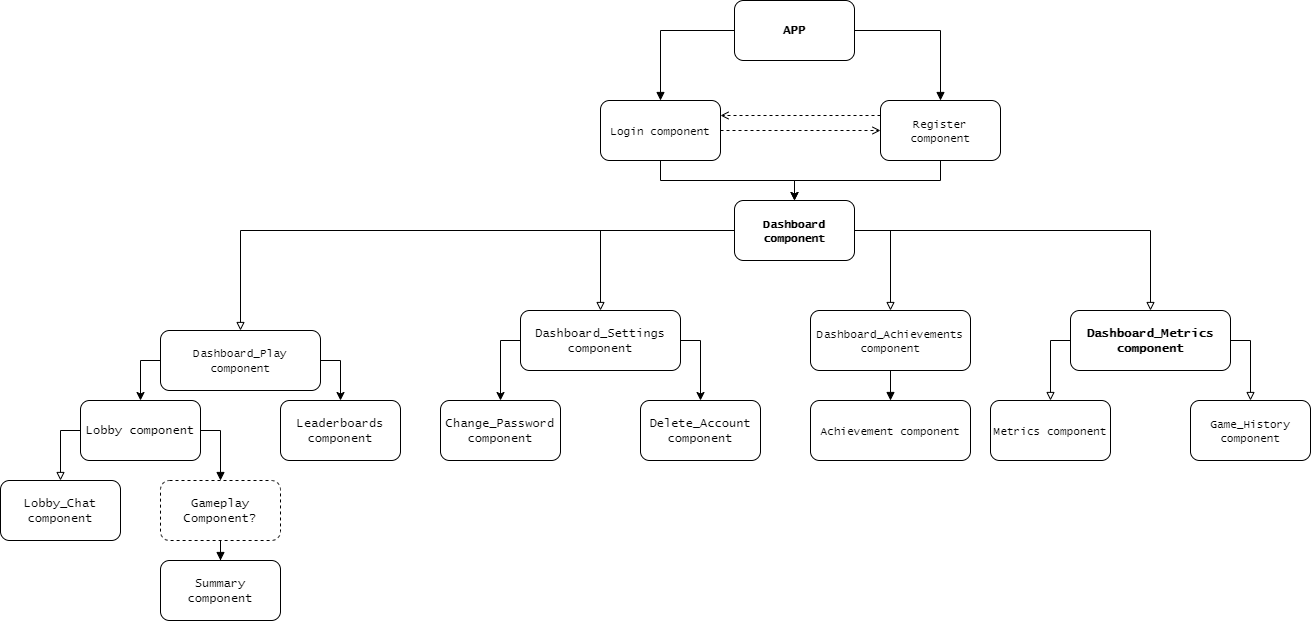 APP
Login component
Register
component
Dashboard
component
Dashboard_Play
component
Dashboard_Settings
component
Dashboard_Achievements
component
Dashboard_Metrics
component
Lobby component
Leaderboards
component
Change_Password
component
Delete_Account
component
Achievement component
Metrics component
Game_History
component
Lobby_Chat
component
Gameplay
Component?
Summary
component